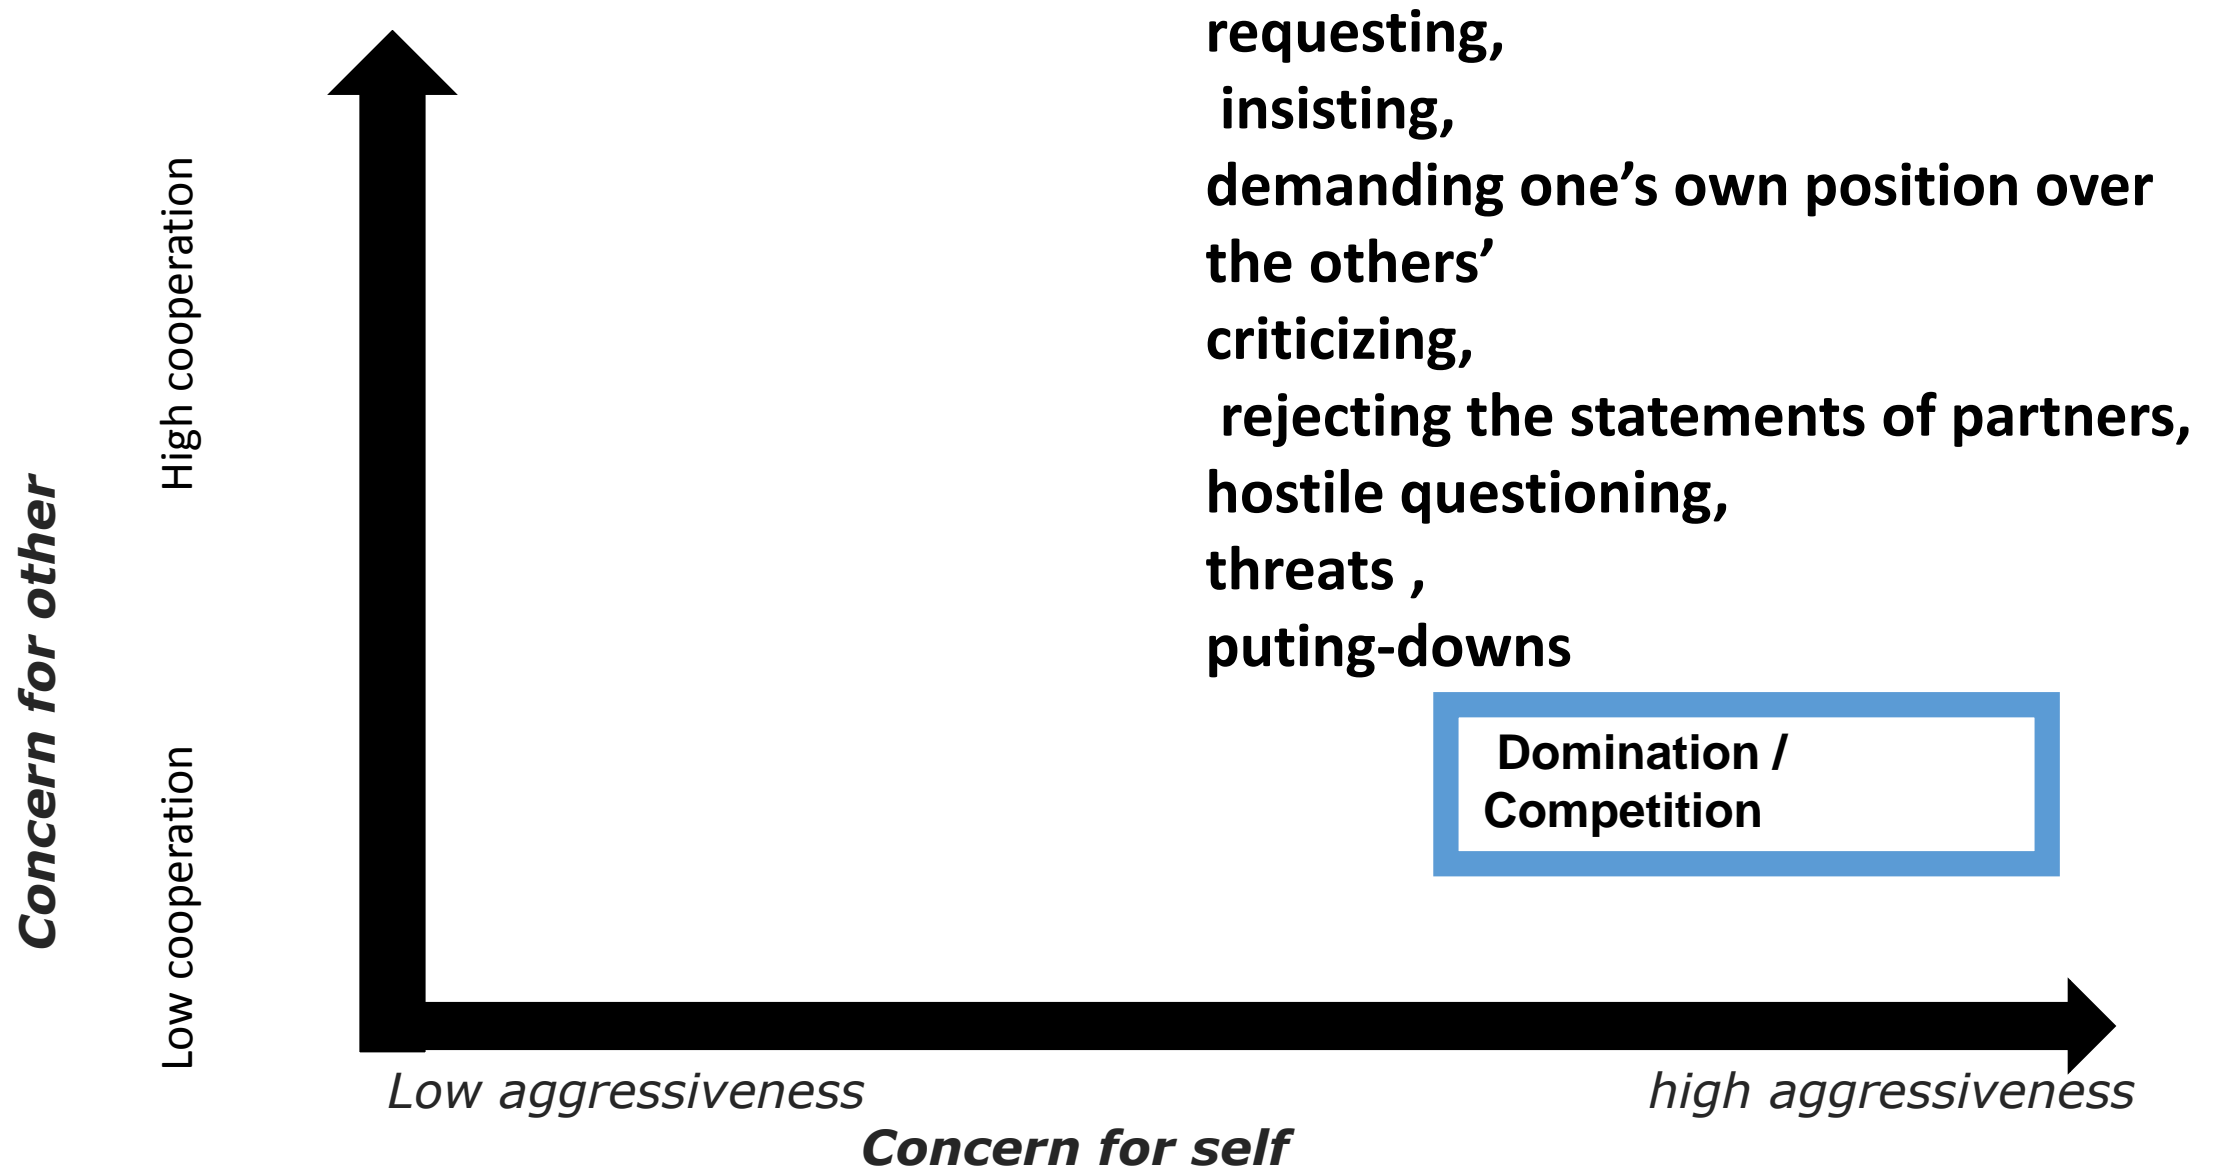 requesting,
insisting,
demanding one’s own position over
the others’
criticizing,
rejecting the statements of partners,
hostile questioning,
threats ,
puting-downs
Domination /
Competition
High cooperation
Low cooperation
Concern for other
Low aggressiveness
high aggressiveness
Concern for self